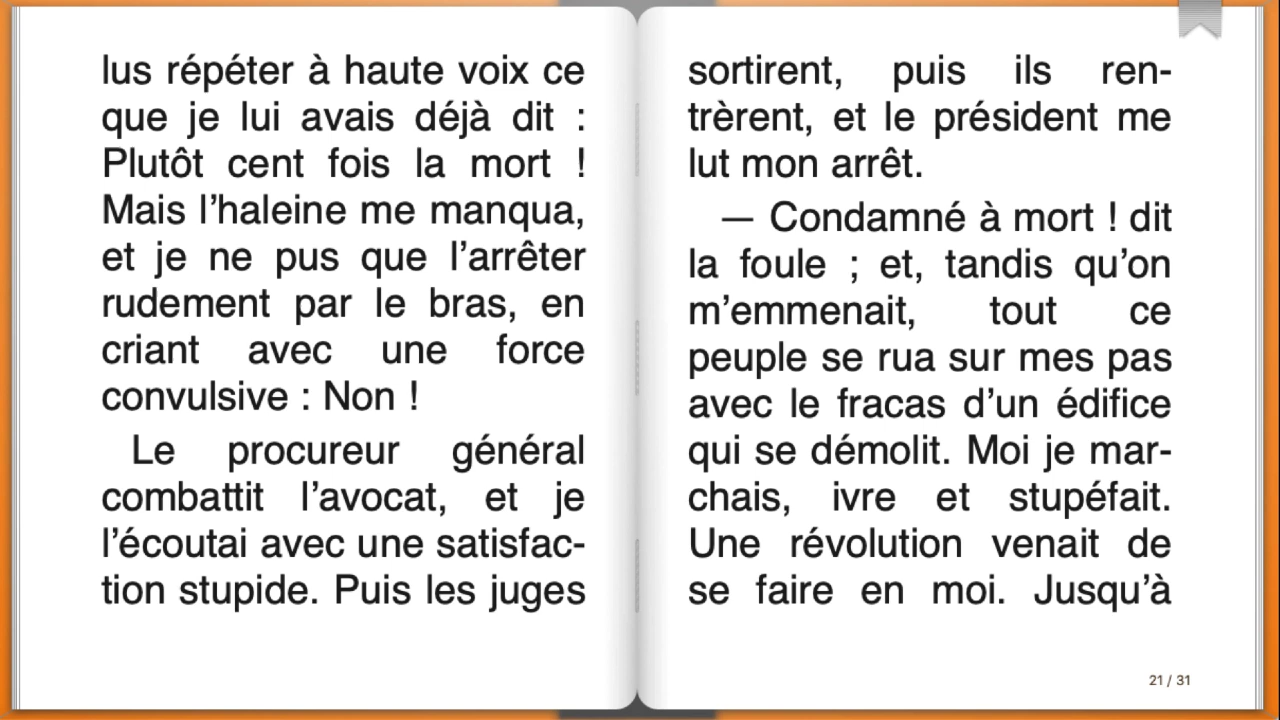 lus répéter à haute voix ce
que je lui avais déjà dit :
Plutôt cent fois la mort !
Mais l’haleine me manqua,
et je ne pus que l’arrêter
rudement par le bras, en
criant avec une force
convulsive : Non !
Le procureur général
combattit l’avocat, et je
l’écoutai avec une satisfac-
tion stupide. Puis les juges
sortirent, puis ils ren-
trèrent, et le président me
lut mon arrêt.
— Condamné à mort ! dit
la foule ; et, tandis qu’on
m’emmenait, tout ce
peuple se rua sur mes pas
avec le fracas d’un édifice
qui se démolit. Moi je mar-
chais, ivre et stupéfait.
Une révolution venait de
se faire en moi. Jusqu’à
21 / 31